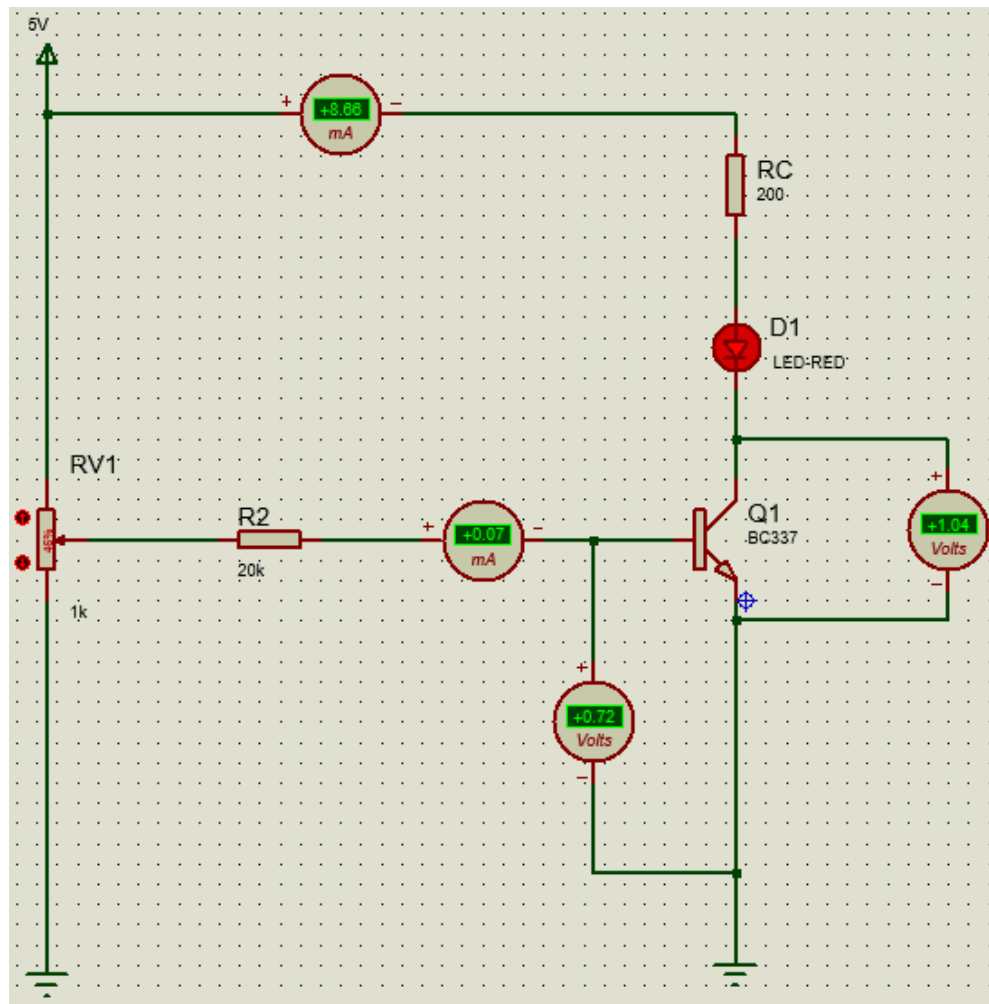 5V
+ +8.66 −
mA
RC
200
D1
LED-RED
RV1
46%
1k
R2
20k
+ +0.07 −
mA
Q1
BC337
+
+1.04
Volts
−
+
+0.72
Volts
−